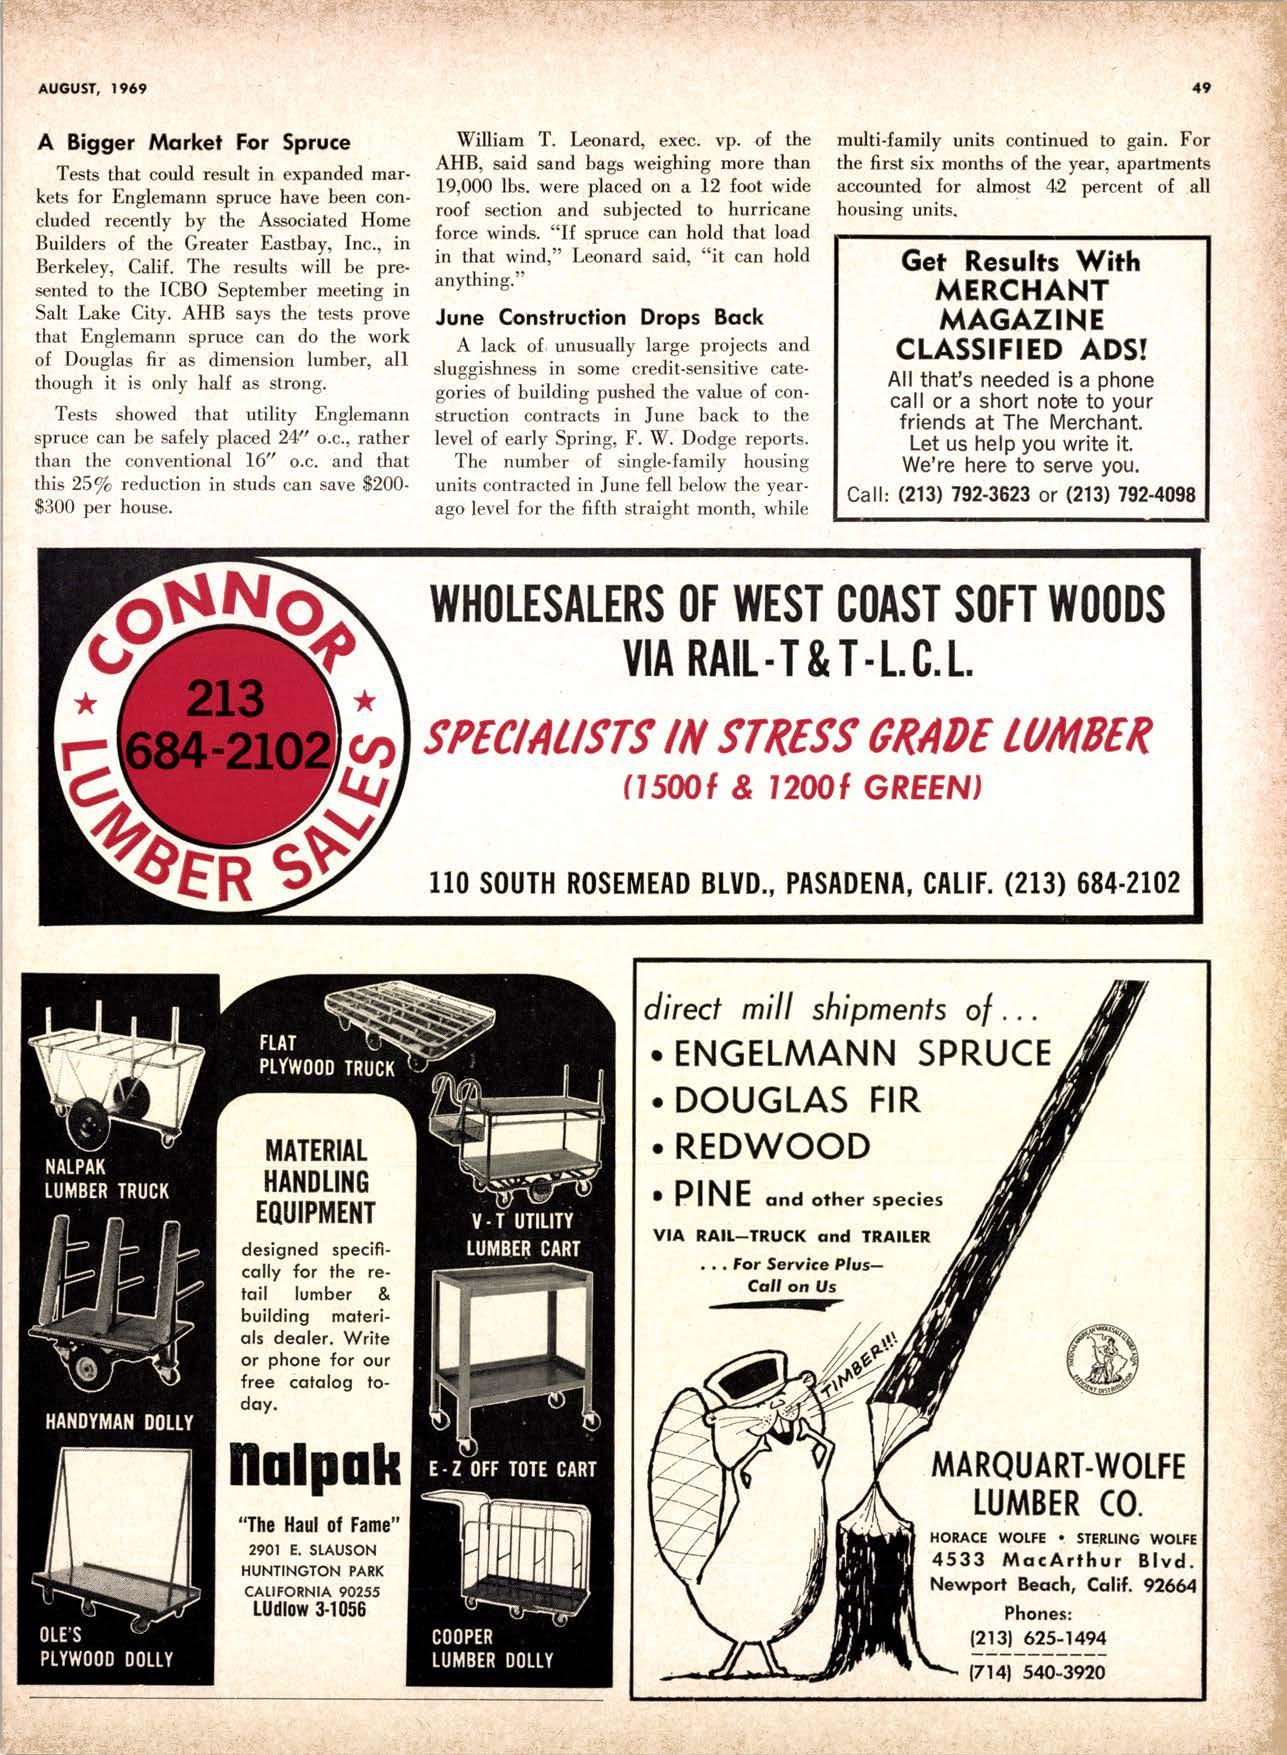 AUGUST, 1969
49
A Bigger Market For Spruce
Tests that could result in expanded mar-
kets for Englemann spruce have been con-
cluded recently by the Associated Home
Builders of the Greater Eastbay, Inc., in
Berkeley, Calif. The results will be pre-
sented to the ICBO September meeting in
Salt Lake City. AHB says the tests prove
that Englemann spruce can do the work
of Douglas fir as dimension lumber, all
though it is only half as strong.
Tests showed that utility Englemann
spruce can be safely placed 24″ o.c., rather
than the conventional 16″ o.c. and that
this 25% reduction in studs can save $200-
$300 per house.
William T. Leonard, exec. vp. of the
AHB, said sand bags weighing more than
19,000 lbs. were placed on a 12 foot wide
roof section and subjected to hurricane
force winds. “If spruce can hold that load
in that wind,” Leonard said, “it can hold
anything.”
June Construction Drops Back
A lack of unusually large projects and
sluggishness in some credit-sensitive cate-
gories of building pushed the value of con-
struction contracts in June back to the
level of early Spring, F. W. Dodge reports.
The number of single-family housing
units contracted in June fell below the year-
ago level for the fifth straight month, while
multi-family units continued to gain. For
the first six months of the year, apartments
accounted for almost 42 percent of all
housing units.
Get Results With
MERCHANT
MAGAZINE
CLASSIFIED ADS!
All that's needed is a phone
call or a short note to your
friends at The Merchant.
Let us help you write it.
We're here to serve you.
Call: (213) 792-3623 or (213) 792-4098
CONNOR
LUMBER SALES
213
684-2102
WHOLESALERS OF WEST COAST SOFT WOODS
VIA RAIL-T&T-L.C.L.
SPECIALISTS IN STRESS GRADE LUMBER
(1500f & 1200f GREEN)
110 SOUTH ROSEMEAD BLVD., PASADENA, CALIF. (213) 684-2102
FLAT
PLYWOOD TRUCK
NALPAK
LUMBER TRUCK
HANDYMAN DOLLY
OLE'S
PLYWOOD DOLLY
MATERIAL
HANDLING
EQUIPMENT
designed specifi-
cally for the re-
tail lumber &
building materi-
als dealer. Write
or phone for our
free catalog to-
day.
nalpak
“The Haul of Fame”
2901 E. SLAUSON
HUNTINGTON PARK
CALIFORNIA 90255
LUdlow 3-1056
V-T UTILITY
LUMBER CART
E-Z OFF TOTE CART
COOPER
LUMBER DOLLY
direct mill shipments of...
• ENGELMANN SPRUCE
• DOUGLAS FIR
• REDWOOD
• PINE and other species
VIA RAIL—TRUCK and TRAILER
...For Service Plus—
Call on Us
TIMBER!!!
MARQUART-WOLFE
LUMBER CO.
HORACE WOLFE • STERLING WOLFE
4533 MacArthur Blvd.
Newport Beach, Calif. 92664
Phones:
(213) 625-1494
(714) 540-3920